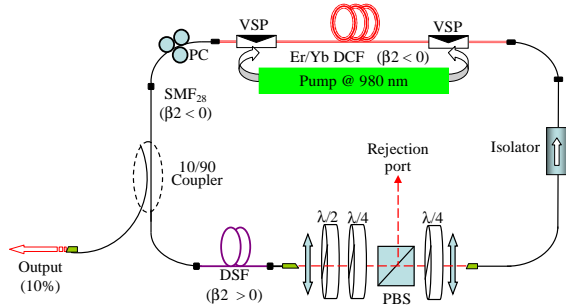 VSP
VSP
PC
Er/Yb DCF (β2 < 0)
Pump @ 980 nm
SMF28
(β2 < 0)
10/90
Coupler
Rejection
port
Isolator
λ/2
λ/4
λ/4
Output
(10%)
DSF
(β2 > 0)
PBS